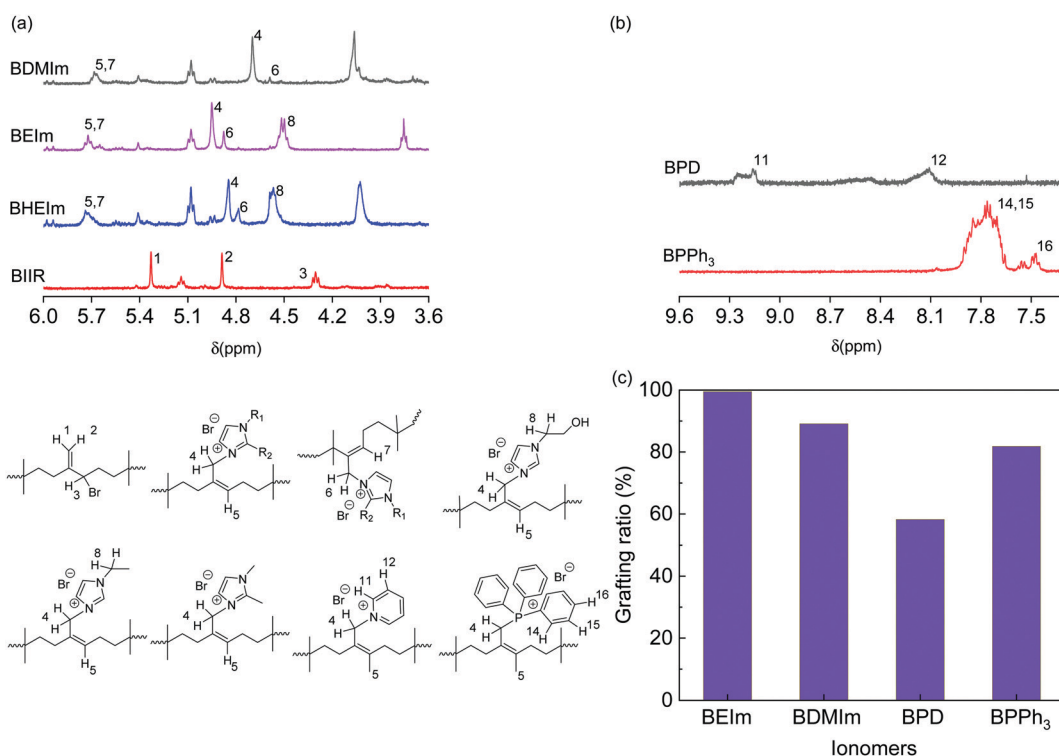 (a)
BDMIm
5,7
4
6
BEIm
5,7
4
6
8
BHEIm
5,7
4
6
8
BIIR
1
2
3
6.0 5.7 5.4 5.1 4.8 4.5 4.2 3.9 3.6
δ(ppm)
(b)
BPD
11
12
BPPh₃
14,15
16
9.6 9.3 9.0 8.7 8.4 8.1 7.8 7.5
δ(ppm)
1 2
H H
H
3 Br
Br⁻
N R₁
N R₂
+
H
4 H
H 5
H 7
H
6 H
N
+
N
Br⁻ R₂ R₁
8 H
H
OH
Br⁻
N
N
+
H
4 H
H 5
8 H
H
Br⁻
N
N
+
H
4 H
H 5
Br⁻
N
N
+
H
4 H
H 5
12
Br⁻ 11 H
H
N
+
H
4 H
5
Br⁻
P
+
H 16
H
4 H
H
14
H
15
5
(c)
Grafting ratio (%)
100
80
60
40
20
0
BEIm BDMIm BPD BPPh₃
Ionomers